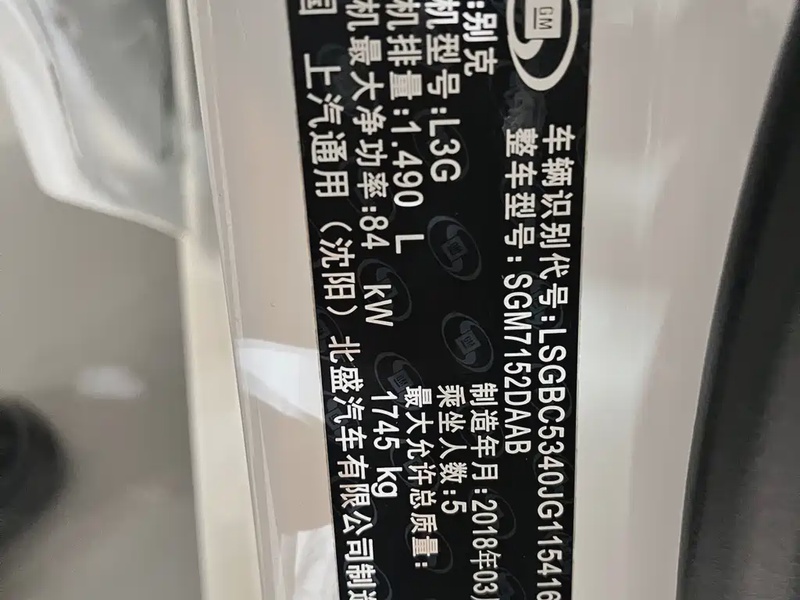 GM
车辆识别代号:LSGBC5340JG115416
整车型号:SGM7152DAAB
:别克
制造年月:2018年03
机型号:L3G
乘坐人数:5
机排量:1.490 L
最大允许总质量:
机最大净功率:84 kW
1745 kg
国 上汽通用（沈阳）北盛汽车有限公司制造